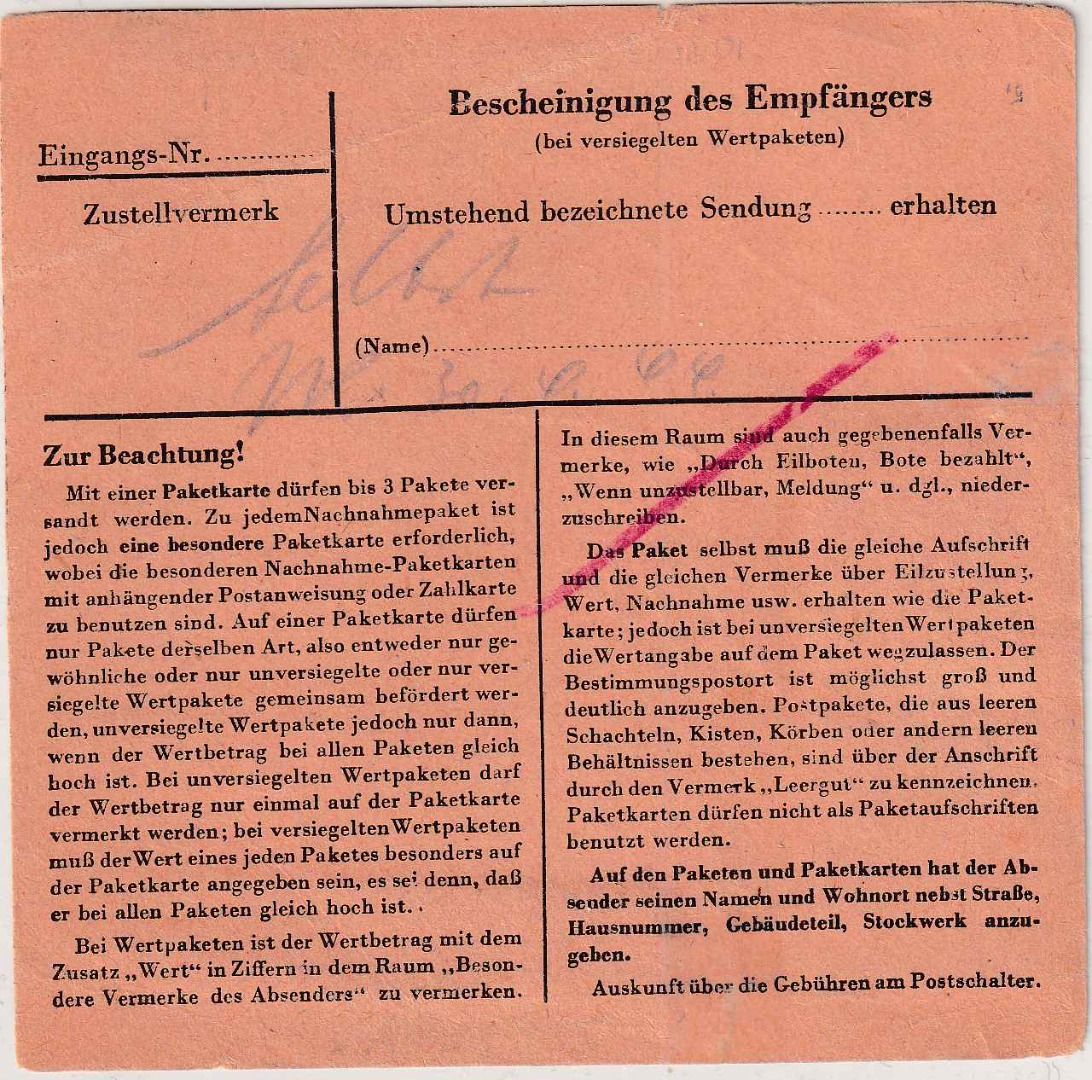 Bescheinigung des Empfängers
(bei versiegelten Wertpaketen)
Eingangs-Nr. ............
Zustellvermerk
Umstehend bezeichnete Sendung ........ erhalten
selbst
(Name)........................................................................
30. 9. 44
Zur Beachtung!
Mit einer Paketkarte dürfen bis 3 Pakete ver-
sandt werden. Zu jedem Nachnahmepaket ist
jedoch eine besondere Paketkarte erforderlich,
wobei die besonderen Nachnahme-Paketkarten
mit anhängender Postanweisung oder Zahlkarte
zu benutzen sind. Auf einer Paketkarte dürfen
nur Pakete derselben Art, also entweder nur ge-
wöhnliche oder nur unversiegelte oder nur ver-
siegelte Wertpakete gemeinsam befördert wer-
den, unversiegelte Wertpakete jedoch nur dann,
wenn der Wertbetrag bei allen Paketen gleich
hoch ist. Bei unversiegelten Wertpaketen darf
der Wertbetrag nur einmal auf der Paketkarte
vermerkt werden; bei versiegelten Wertpaketen
muß der Wert eines jeden Paketes besonders auf
der Paketkarte angegeben sein, es sei denn, daß
er bei allen Paketen gleich hoch ist.
Bei Wertpaketen ist der Wertbetrag mit dem
Zusatz „Wert“ in Ziffern in dem Raum „Beson-
dere Vermerke des Absenders“ zu vermerken.
In diesem Raum sind auch gegebenenfalls Ver-
merke, wie „Durch Eilboten, Bote bezahlt“,
„Wenn unzustellbar, Meldung“ u. dgl., nieder-
zuschreiben.
Das Paket selbst muß die gleiche Aufschrift
und die gleichen Vermerke über Eilzustellung,
Wert, Nachnahme usw. erhalten wie die Paket-
karte; jedoch ist bei unversiegelten Wertpaketen
die Wertangabe auf dem Paket wegzulassen. Der
Bestimmungspostort ist möglichst groß und
deutlich anzugeben. Postpakete, die aus leeren
Schachteln, Kisten, Körben oder andern leeren
Behältnissen bestehen, sind über der Anschrift
durch den Vermerk „Leergut“ zu kennzeichnen.
Paketkarten dürfen nicht als Paketaufschriften
benutzt werden.
Auf den Paketen und Paketkarten hat der Ab-
sender seinen Namen und Wohnort nebst Straße,
Hausnummer, Gebäudeteil, Stockwerk anzu-
geben.
Auskunft über die Gebühren am Postschalter.